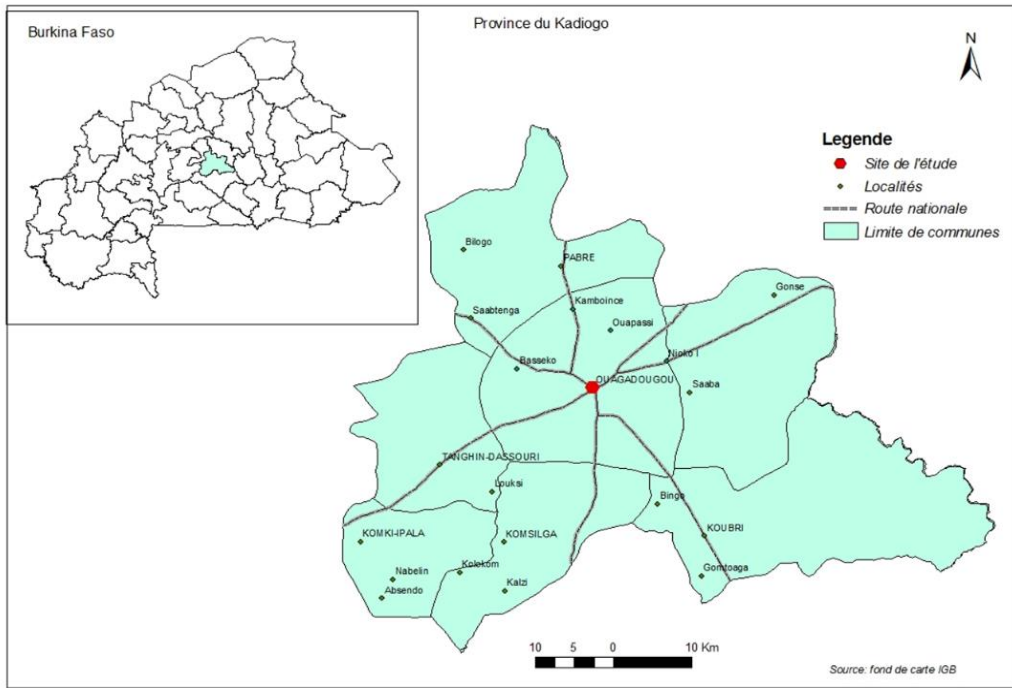 Province du Kadiogo
Burkina Faso
N
Legende
Site de l'étude
Localités
Route nationale
Limite de communes
Bilogo
PABRE
Gonse
Kamboince
Saabtenga
Ouapassi
Nioko I
Basseko
OUAGADOUGOU
Saaba
TANGHIN-DASSOURI
Louksi
Bingo
KOUBRI
KOMKI-IPALA
KOMSILGA
Kolekom
Nabelin
Gomtoaga
Absendo
Kalzi
10 5 0 10 Km
Source: fond de carte IGB